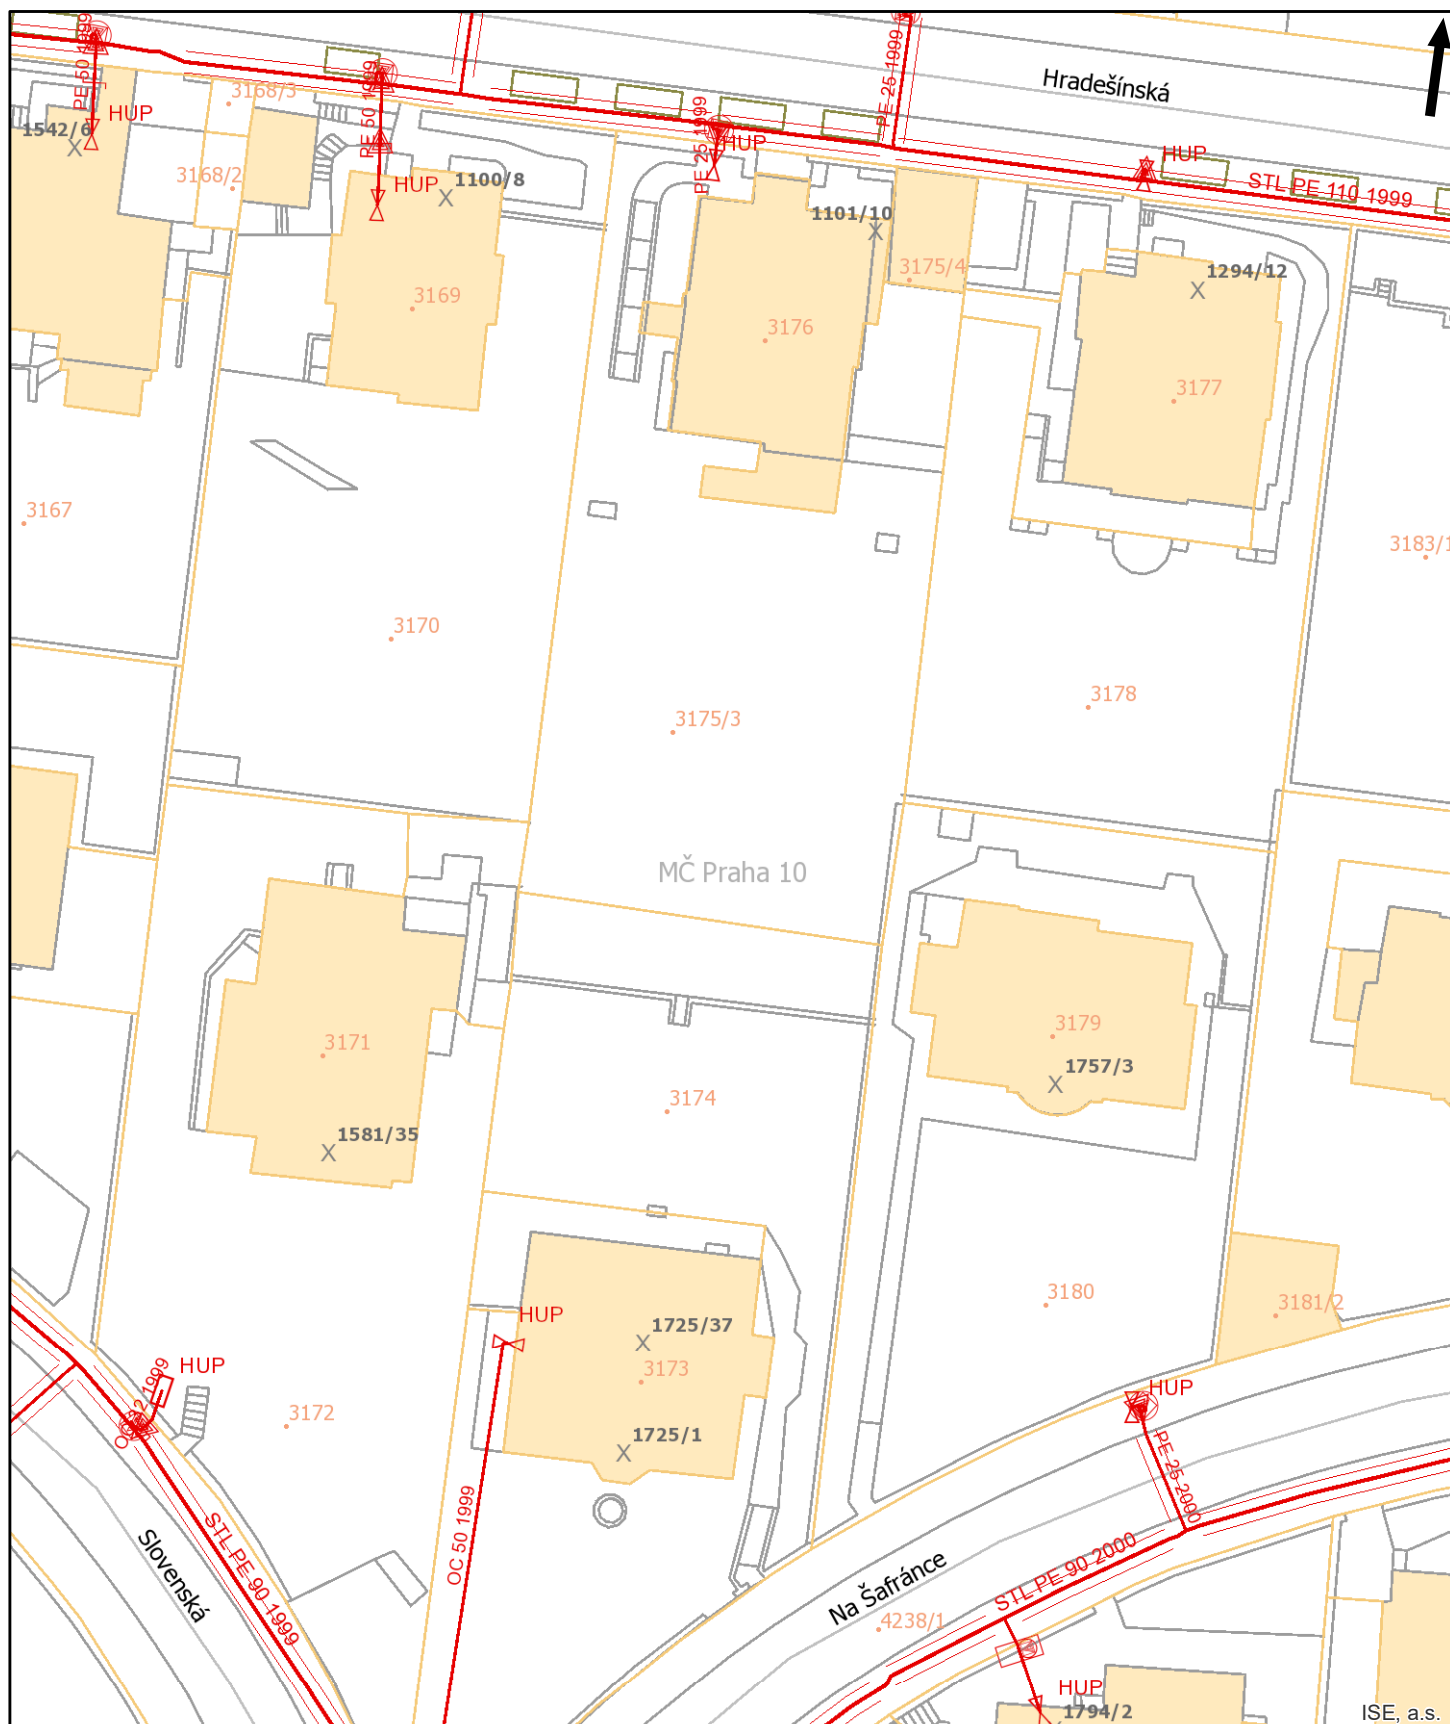 PE 50 1999
HUP
1542/6
3168/3
3168/2
PE 50 1999
HUP
1100/8
PE 25 1999
HUP
PE 25 1999
Hradešínská
HUP
STL PE 110 1999
1101/10
3175/4
1294/12
3169
3176
3177
3167
3183/1
3170
3178
3175/3
MČ Praha 10
3179
1757/3
3171
3174
1581/35
3180
3181/2
HUP
1725/37
3173
HUP
3172
1725/1
HUP
PE 25 2000
STL PE 90 1999
Slovenská
OC 50 1999
Na Šafránce
STL PE 90 2000
4238/1
HUP
1794/2
ISE, a.s.